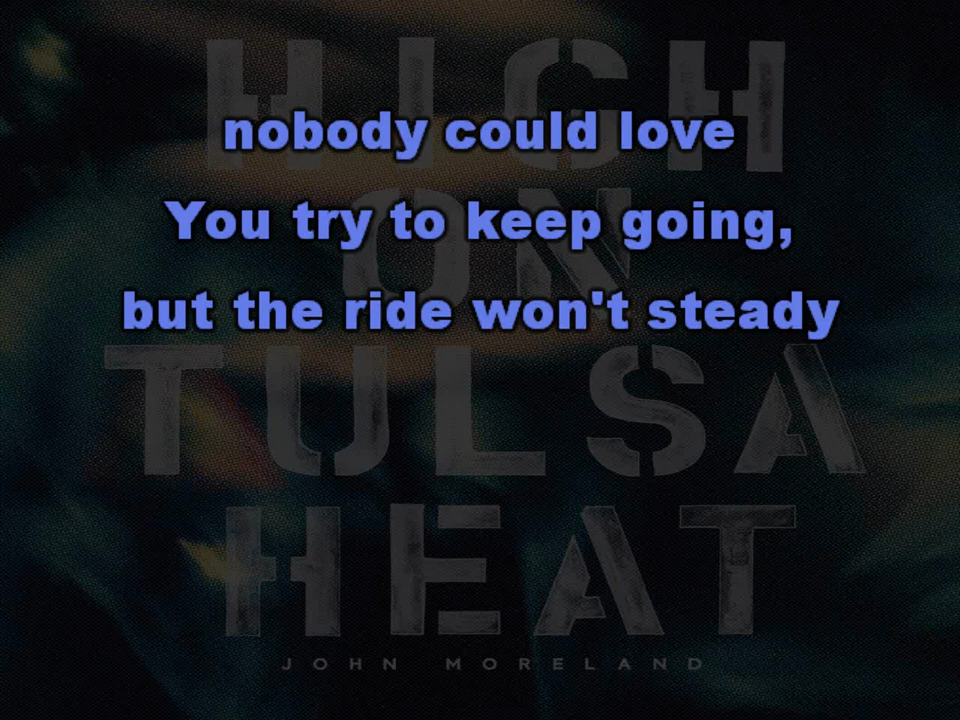 HIGH
nobody could love
ON
You try to keep going,
but the ride won't steady
TULSA
HEAT
JOHN MORELAND